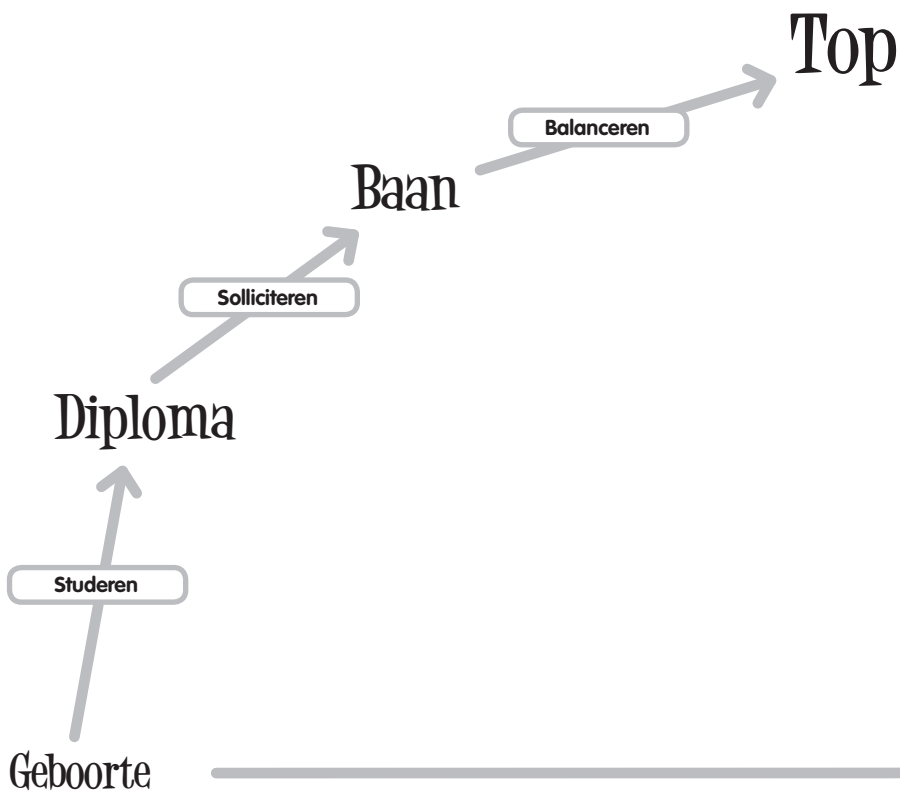 Top
Balanceren
Baan
Solliciteren
Diploma
Studeren
Geboorte